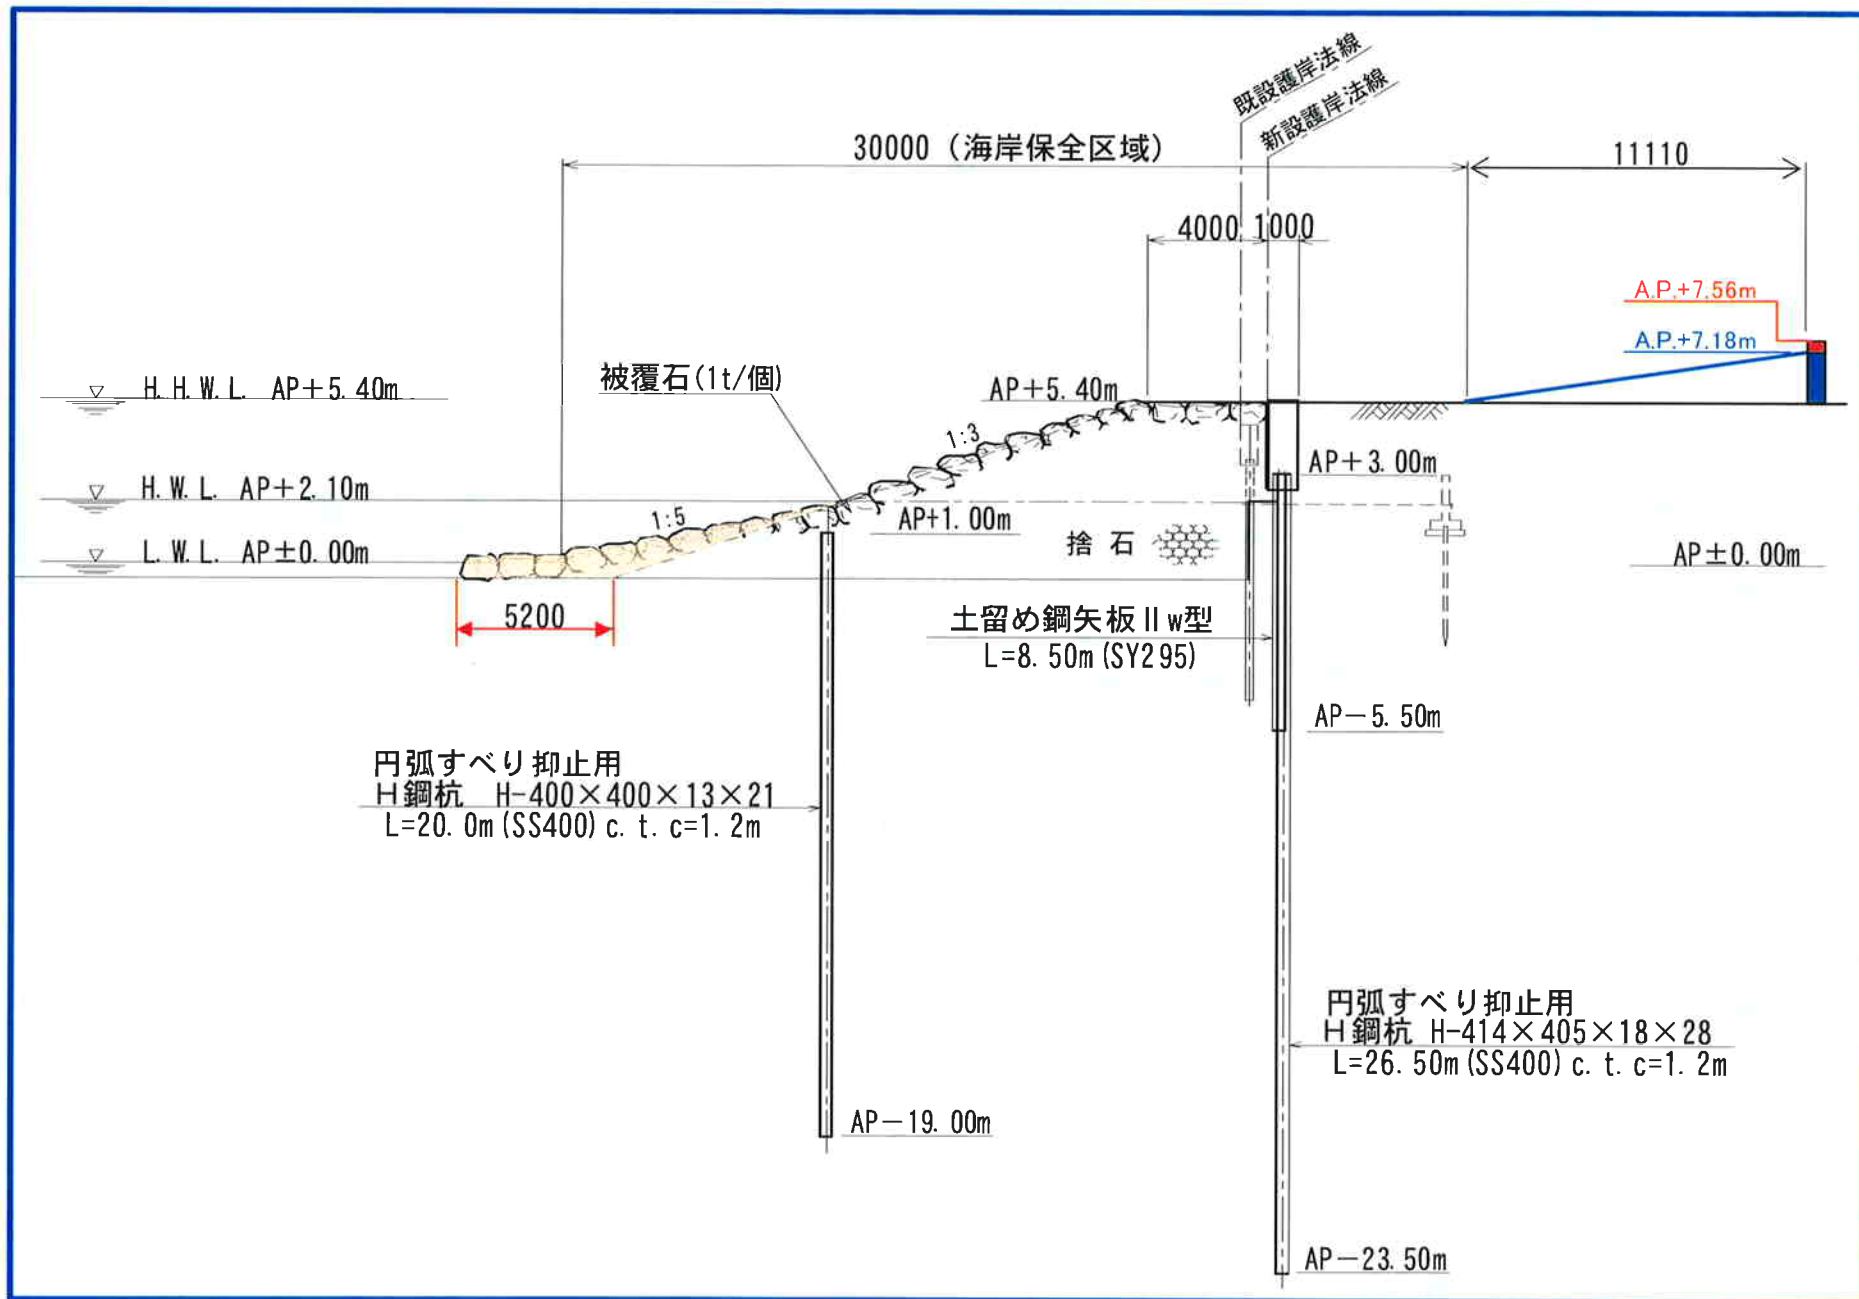 既設護岸法線
新設護岸法線
30000（海岸保全区域）
11110
4000
1000
A.P.+7.56m
A.P.+7.18m
被覆石(1t/個)
H.H.W.L. AP＋5.40m
AP＋5.40m
1:3
AP＋3.00m
H.W.L. AP＋2.10m
1:5
AP+1.00m
捨石
L.W.L. AP±0.00m
AP±0.00m
5200
土留め鋼矢板Ⅱw型
L=8.50m(SY295)
AP－5.50m
円弧すべり抑止用
H鋼杭 H-400×400×13×21
L=20.0m(SS400)c.t.c=1.2m
円弧すべり抑止用
H鋼杭 H-414×405×18×28
L=26.50m(SS400)c.t.c=1.2m
AP－19.00m
AP－23.50m